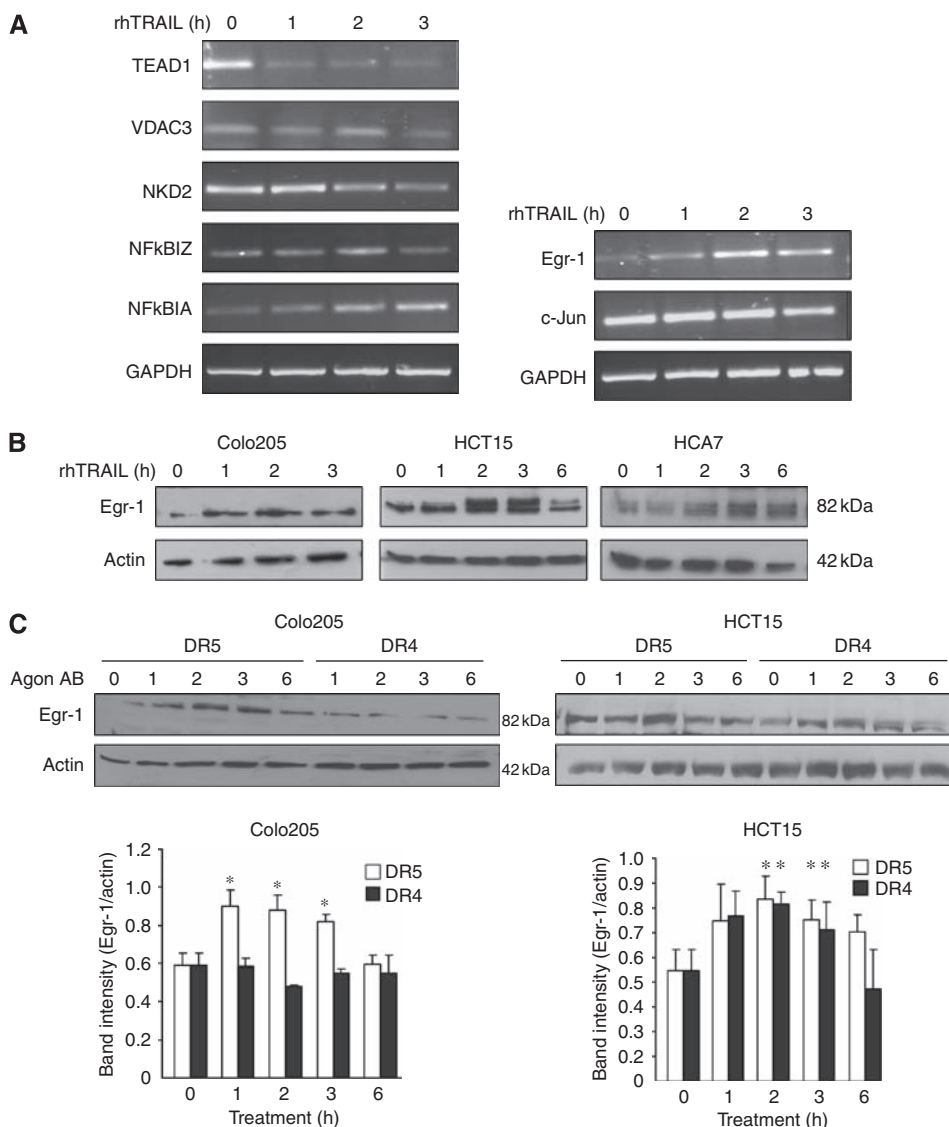 A
rhTRAIL (h) 0 1 2 3
TEAD1
VDAC3
NKD2
NFkBIZ
NFkBIA
GAPDH
rhTRAIL (h) 0 1 2 3
Egr-1
c-Jun
GAPDH
B
Colo205 HCT15 HCA7
rhTRAIL (h) 0 1 2 3 0 1 2 3 6 0 1 2 3 6
Egr-1 82 kDa
Actin 42 kDa
C
Colo205
DR5 DR4
Agon AB 0 1 2 3 6 1 2 3 6
Egr-1 82 kDa
Actin 42 kDa
HCT15
DR5 DR4
0 1 2 3 6 0 1 2 3 6
Colo205
Band intensity (Egr-1/actin)
1.2
1.0
0.8
0.6
0.4
0.2
0
* * *
DR5
DR4
0 1 2 3 6
Treatment (h)
HCT15
Band intensity (Egr-1/actin)
1.0
0.9
0.8
0.7
0.6
0.5
0.4
0.3
0.2
0
** **
DR5
DR4
0 1 2 3 6
Treatment (h)